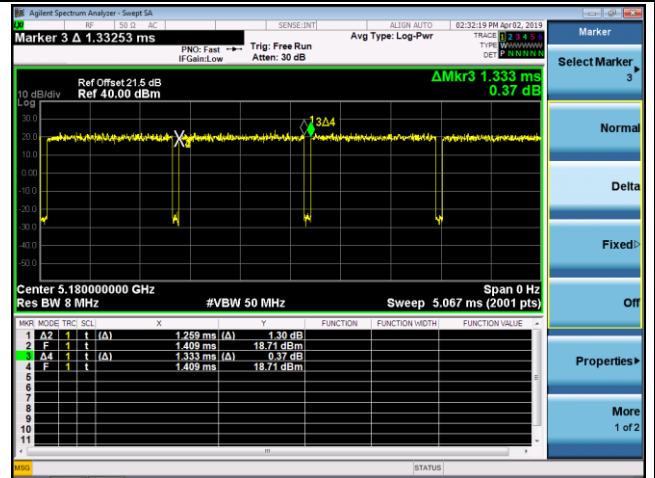 Agilent Spectrum Analyzer - Swept SA
RF 50 Ω AC SENSE:INT ALIGN AUTO 02:32:19 PM Apr 02, 2019
Marker 3 Δ 1.33253 ms
PNO: Fast
IFGain:Low
Trig: Free Run
Atten: 30 dB
Avg Type: Log-Pwr
TRACE 1 2 3 4 5 6
TYPE WWWWWW
DET P N N N N N
Ref Offset 21.5 dB
10 dB/div Ref 40.00 dBm
Log
ΔMkr3 1.333 ms
0.37 dB
30.0
20.0
10.0
0.00
-10.0
-20.0
-30.0
-40.0
-50.0
13Δ4
Center 5.180000000 GHz Span 0 Hz
Res BW 8 MHz #VBW 50 MHz Sweep 5.067 ms (2001 pts)
MKR MODE TRC SCL X Y FUNCTION FUNCTION WIDTH FUNCTION VALUE
1 Δ2 1 t (Δ) 1.259 ms (Δ) 1.30 dB
2 F 1 t 1.409 ms 18.71 dBm
3 Δ4 1 t (Δ) 1.333 ms (Δ) 0.37 dB
4 F 1 t 1.409 ms 18.71 dBm
5
6
7
8
9
10
11
MSG STATUS
Marker
Select Marker
3
Normal
Delta
Fixed
Off
Properties
More
1 of 2